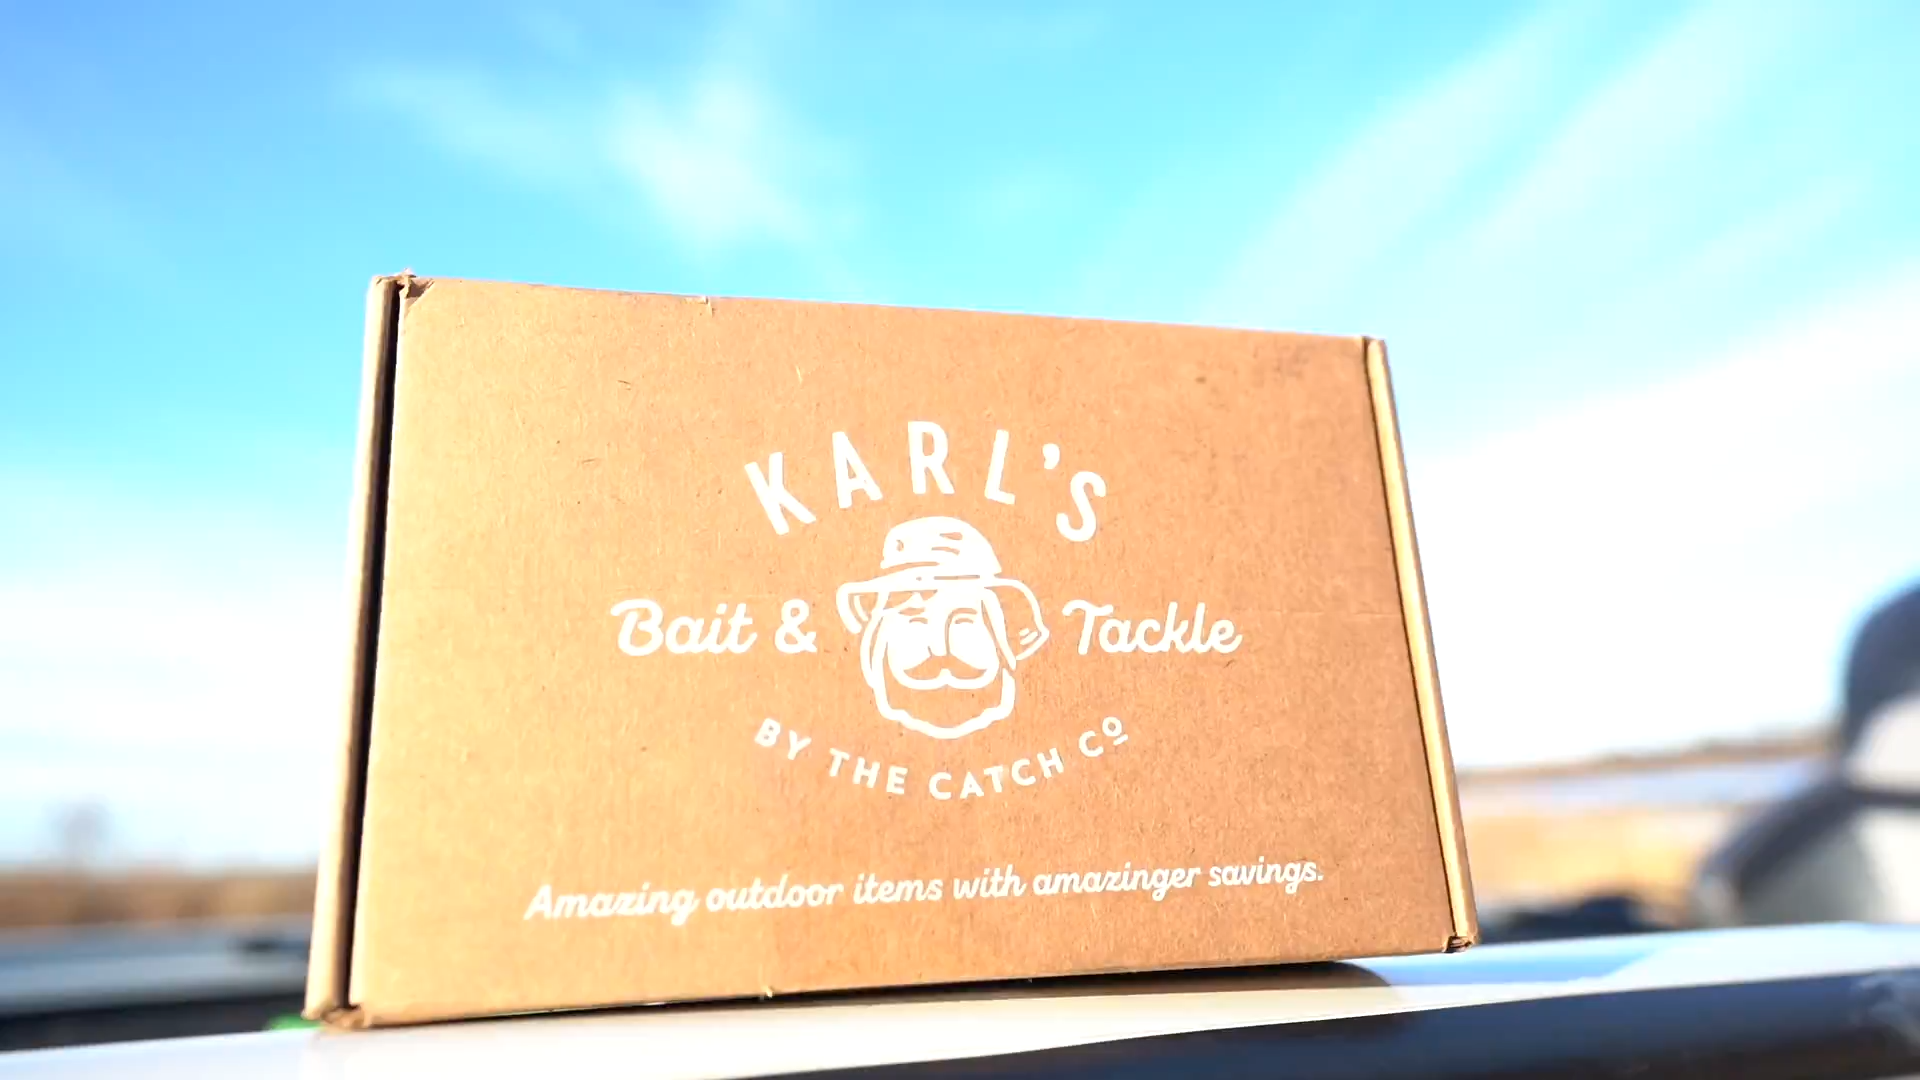 KARL'S
Bait & Tackle
BY THE CATCH Cº
Amazing outdoor items with amazinger savings.